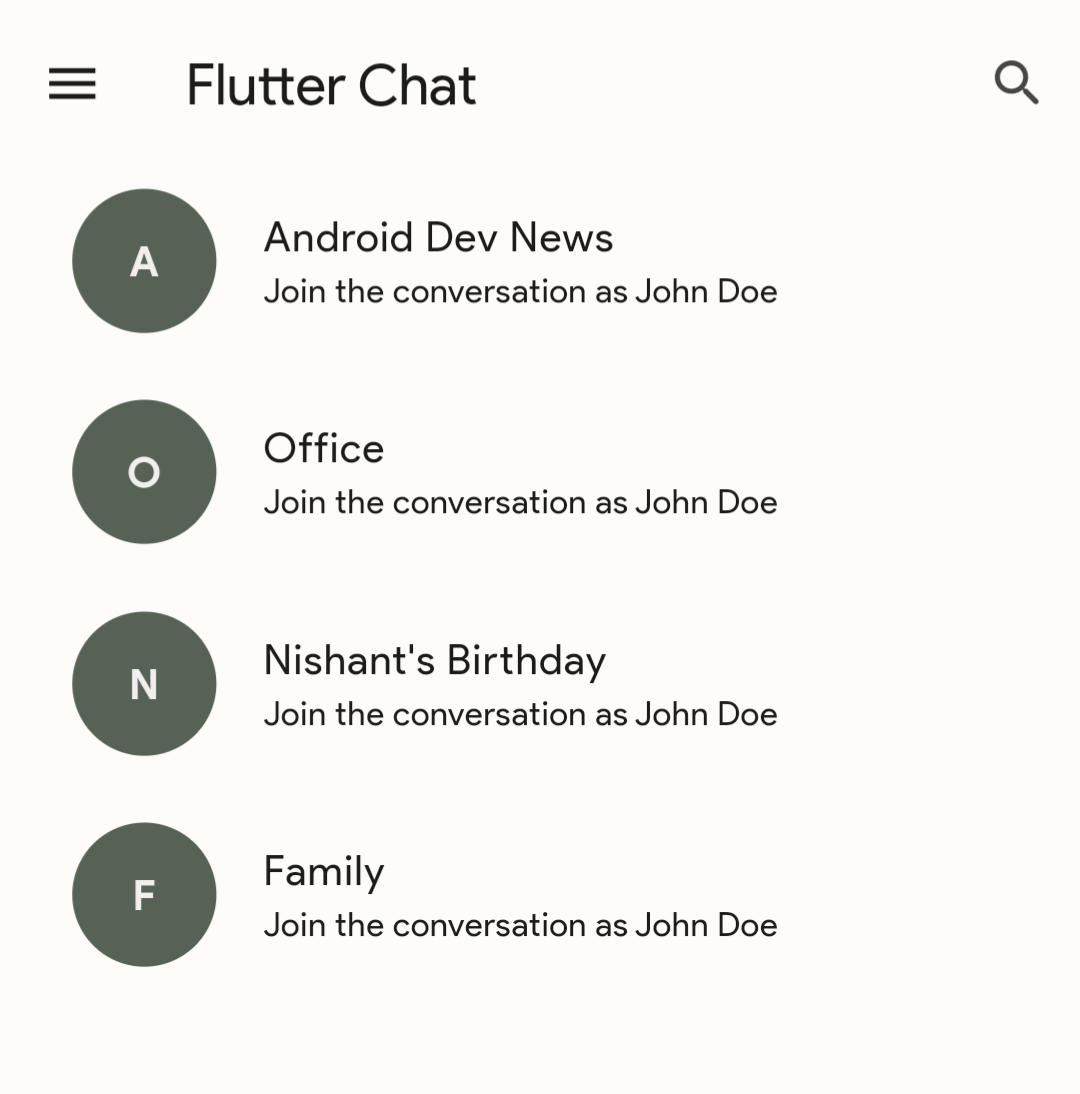 Flutter Chat
A
Android Dev News
Join the conversation as John Doe
O
Office
Join the conversation as John Doe
N
Nishant's Birthday
Join the conversation as John Doe
F
Family
Join the conversation as John Doe